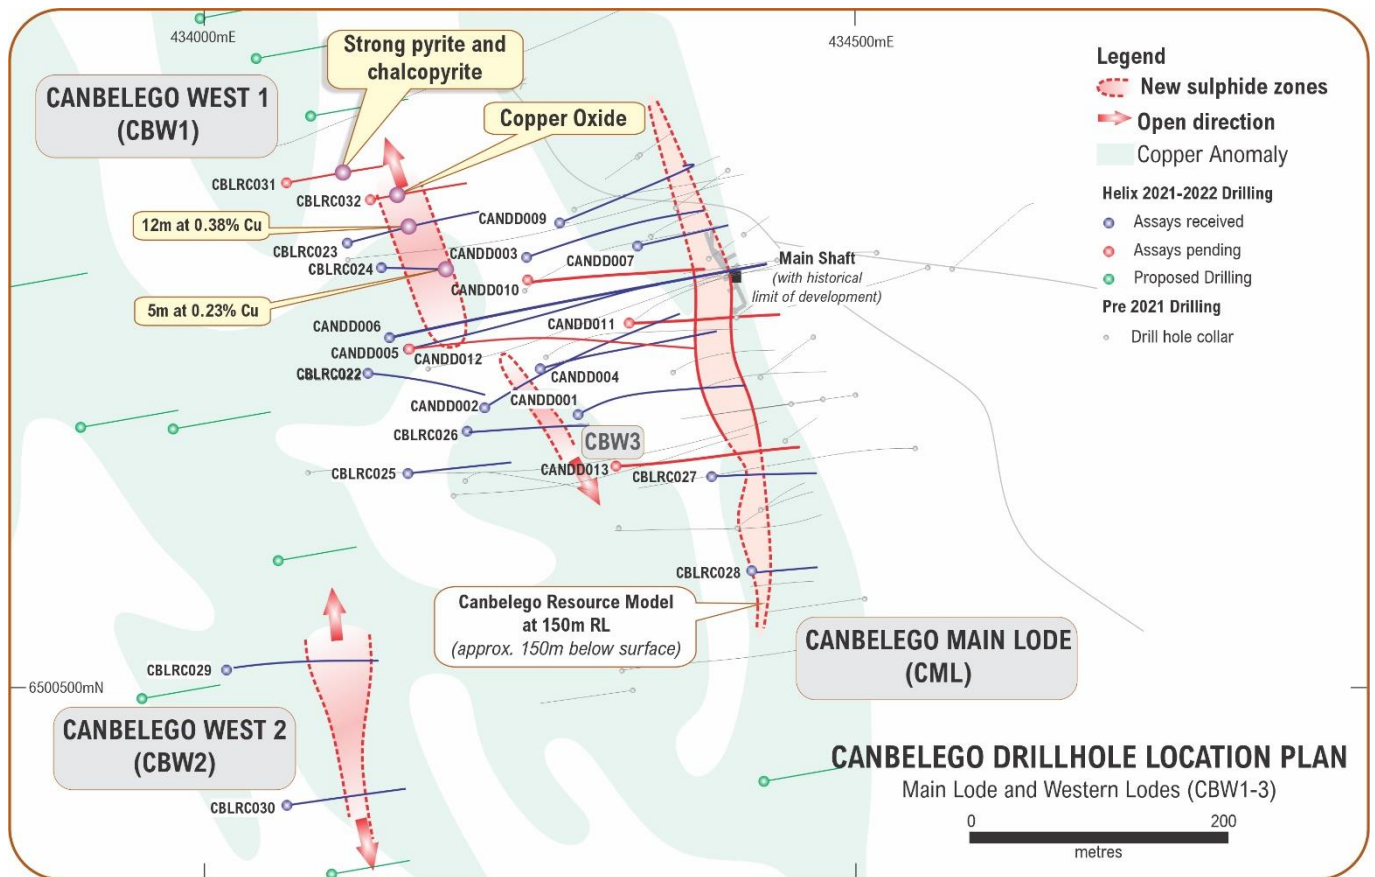 434000mE
434500mE
Strong pyrite and
chalcopyrite
Legend
New sulphide zones
Open direction
Copper Anomaly
Helix 2021-2022 Drilling
Assays received
Assays pending
Proposed Drilling
Pre 2021 Drilling
Drill hole collar
CANBELEGO WEST 1
(CBW1)
Copper Oxide
CBLRC031
CBLRC032
12m at 0.38% Cu
CANDD009
CBLRC023
CANDD003
CANDD007
CBLRC024
Main Shaft
(with historical
limit of development)
CANDD010
5m at 0.23% Cu
CANDD006
CANDD011
CANDD005
CANDD012
CBLRC022
CANDD004
CANDD002
CANDD001
CBLRC026
CBW3
CBLRC025
CANDD013
CBLRC027
CBLRC028
Canbelego Resource Model
at 150m RL
(approx. 150m below surface)
CANBELEGO MAIN LODE
(CML)
CBLRC029
6500500mN
CANBELEGO WEST 2
(CBW2)
CBLRC030
CANBELEGO DRILLHOLE LOCATION PLAN
Main Lode and Western Lodes (CBW1-3)
0 200
metres